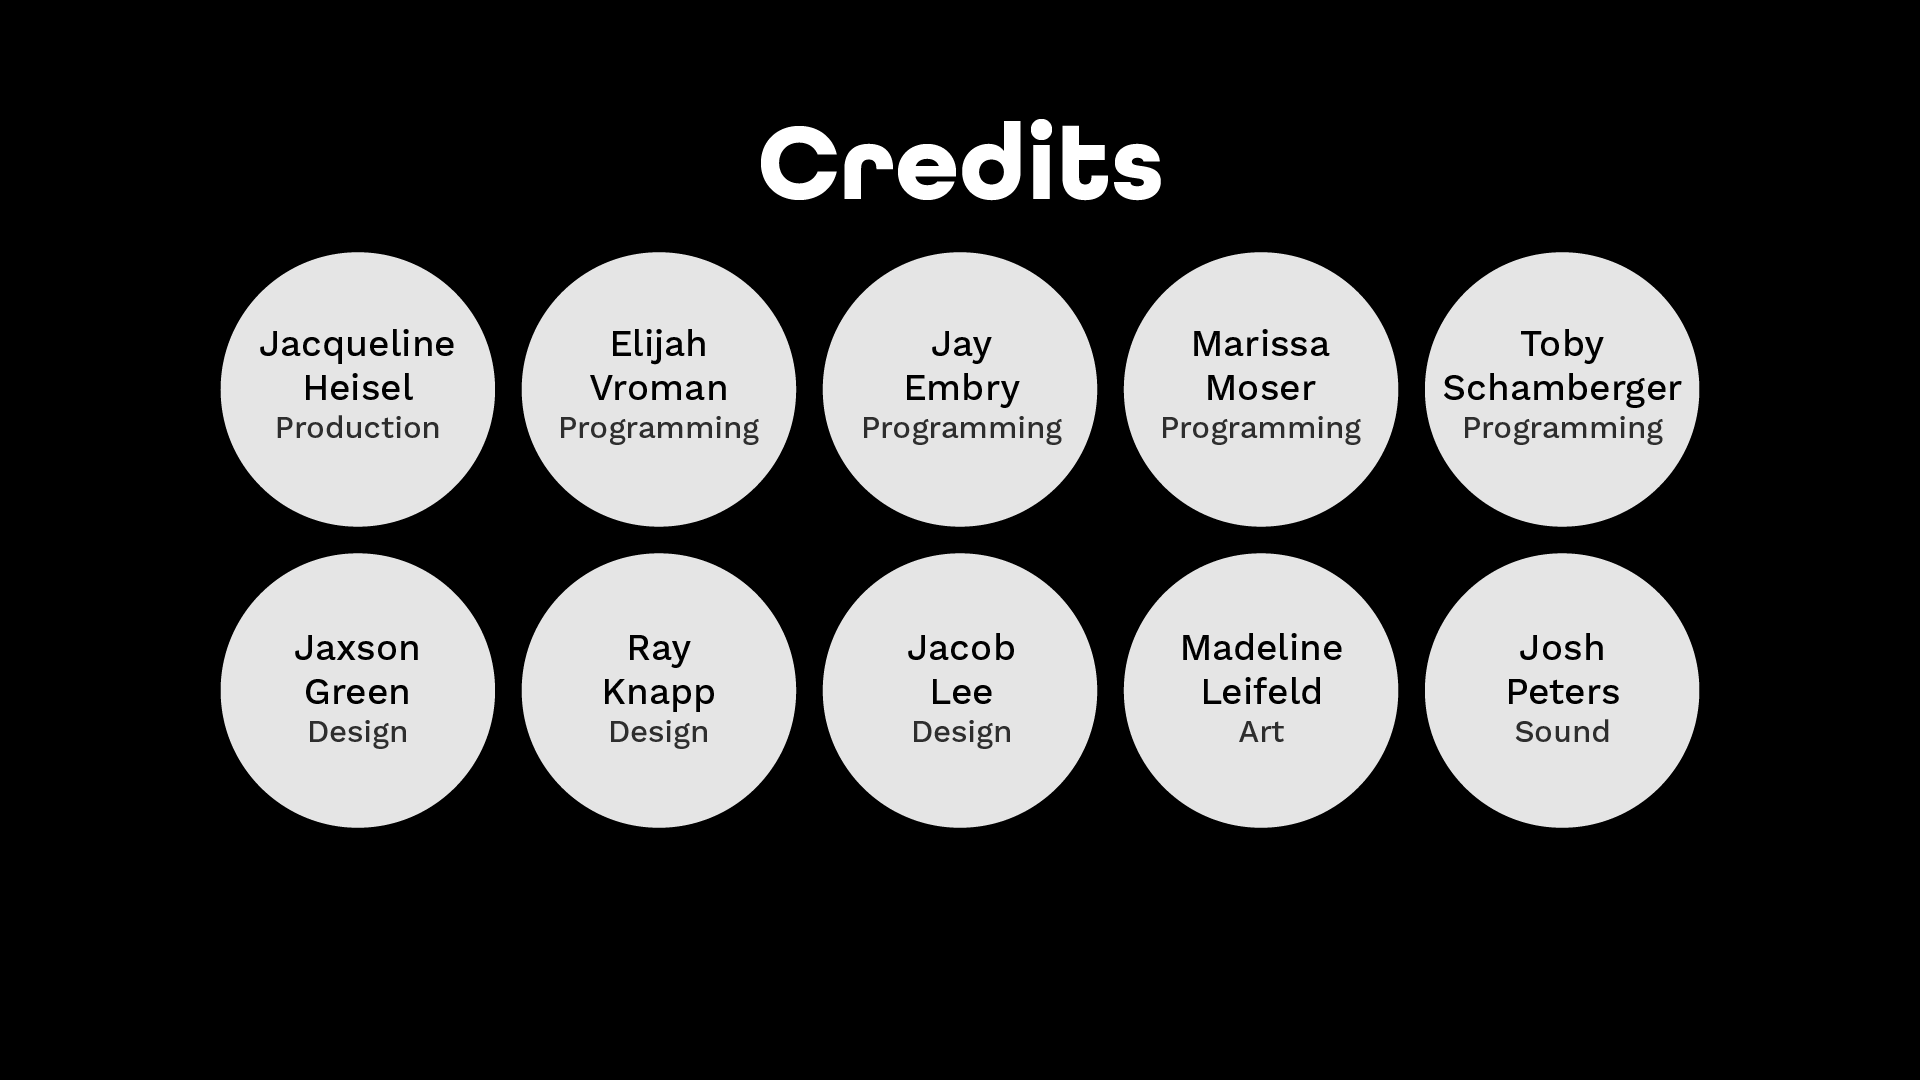 Credits
Jacqueline
Heisel
Production
Elijah
Vroman
Programming
Jay
Embry
Programming
Marissa
Moser
Programming
Toby
Schamberger
Programming
Jaxson
Green
Design
Ray
Knapp
Design
Jacob
Lee
Design
Madeline
Leifeld
Art
Josh
Peters
Sound